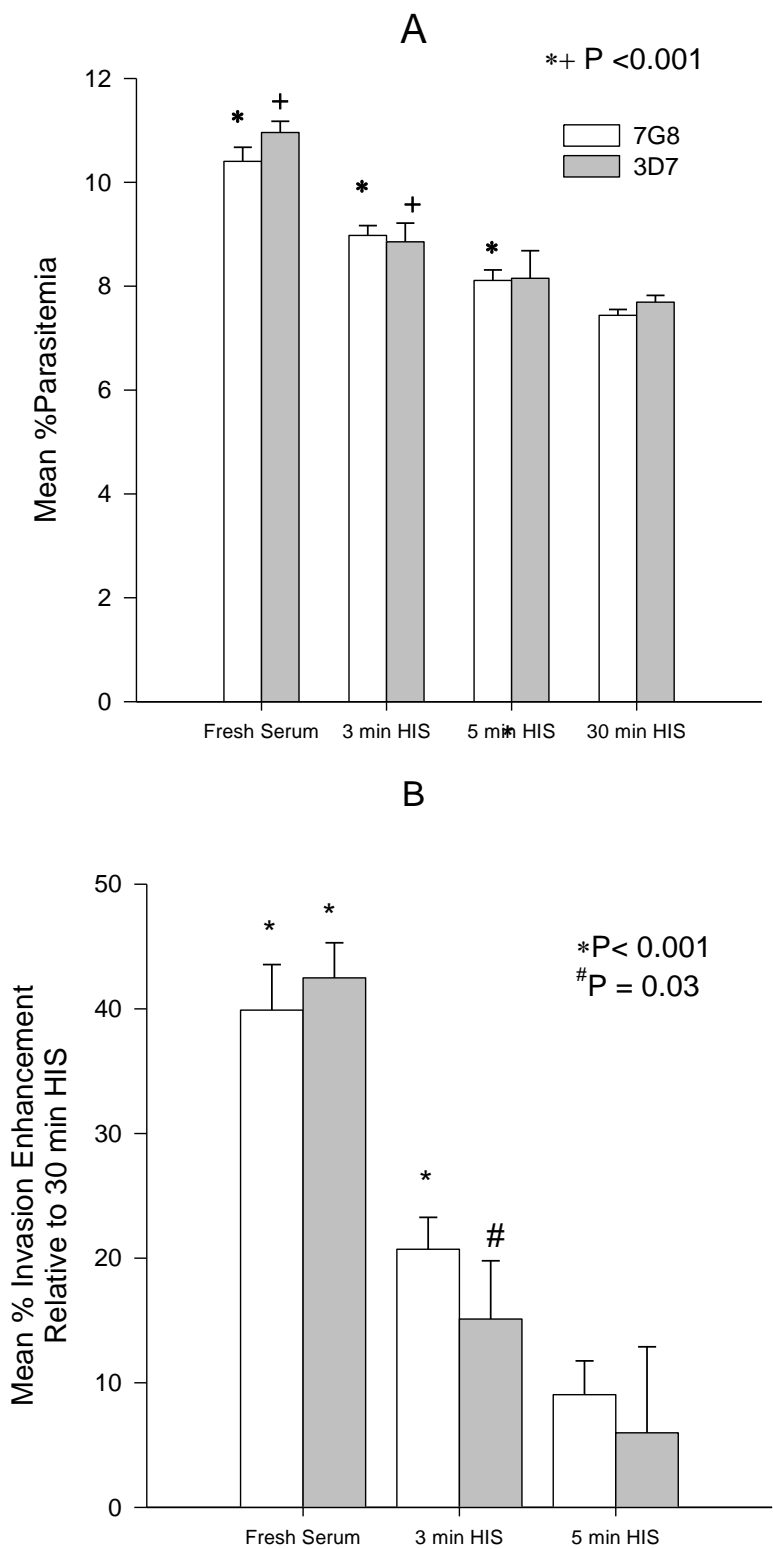 A
*+ P <0.001
7G8
3D7
12
10
8
6
4
2
0
* + * + *
Mean %Parasitemia
Fresh Serum 3 min HIS 5 min HIS 30 min HIS
*
B
50
40
30
20
10
0
* * * #
*P< 0.001
#P = 0.03
Mean % Invasion Enhancement
Relative to 30 min HIS
Fresh Serum 3 min HIS 5 min HIS